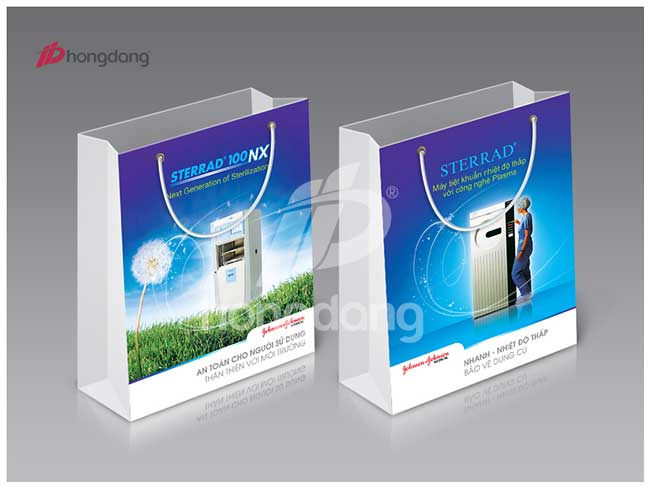 hongdang
STERRAD® 100NX
Next Generation of Sterilization
Johnson & Johnson
MEDICAL
AN TOÀN CHO NGƯỜI SỬ DỤNG
THÂN THIỆN VỚI MÔI TRƯỜNG
STERRAD®
Máy tiệt khuẩn nhiệt độ thấp
với công nghệ Plasma
Johnson & Johnson
MEDICAL
NHANH - NHIỆT ĐỘ THẤP
BẢO VỆ DỤNG CỤ
®
hongdang